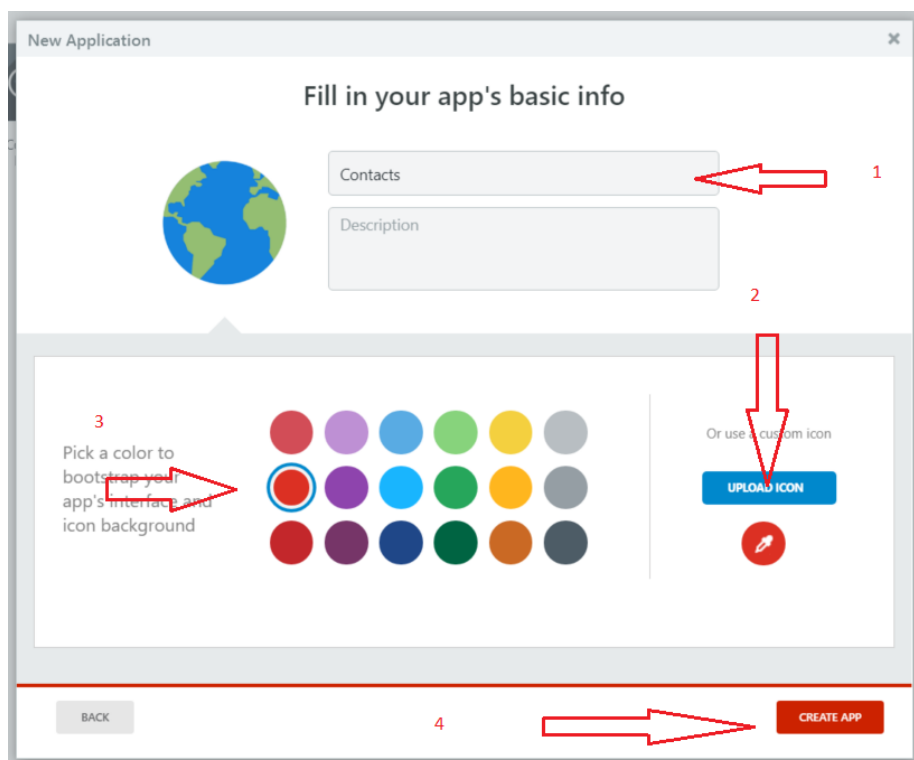 New Application
Fill in your app's basic info
Contacts
1
Description
2
3
Pick a color to
bootstrap your
app's interface and
icon background
Or use a custom icon
UPLOAD ICON
BACK
4
CREATE APP